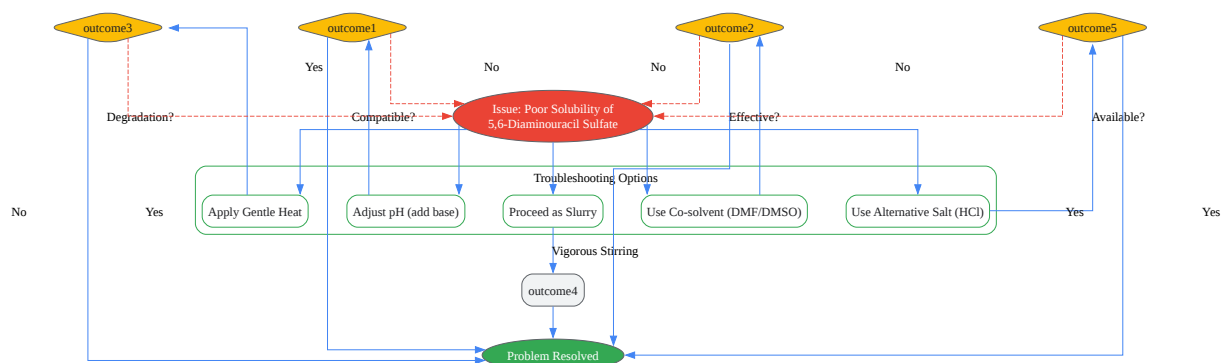 outcome3
outcome1
outcome2
outcome5
Yes
No
No
No
Issue: Poor Solubility of
5,6-Diaminouracil Sulfate
Degradation?
Compatible?
Effective?
Available?
Troubleshooting Options
Apply Gentle Heat
Adjust pH (add base)
Proceed as Slurry
Use Co-solvent (DMF/DMSO)
Use Alternative Salt (HCl)
No
Yes
Yes
Yes
Vigorous Stirring
outcome4
Problem Resolved